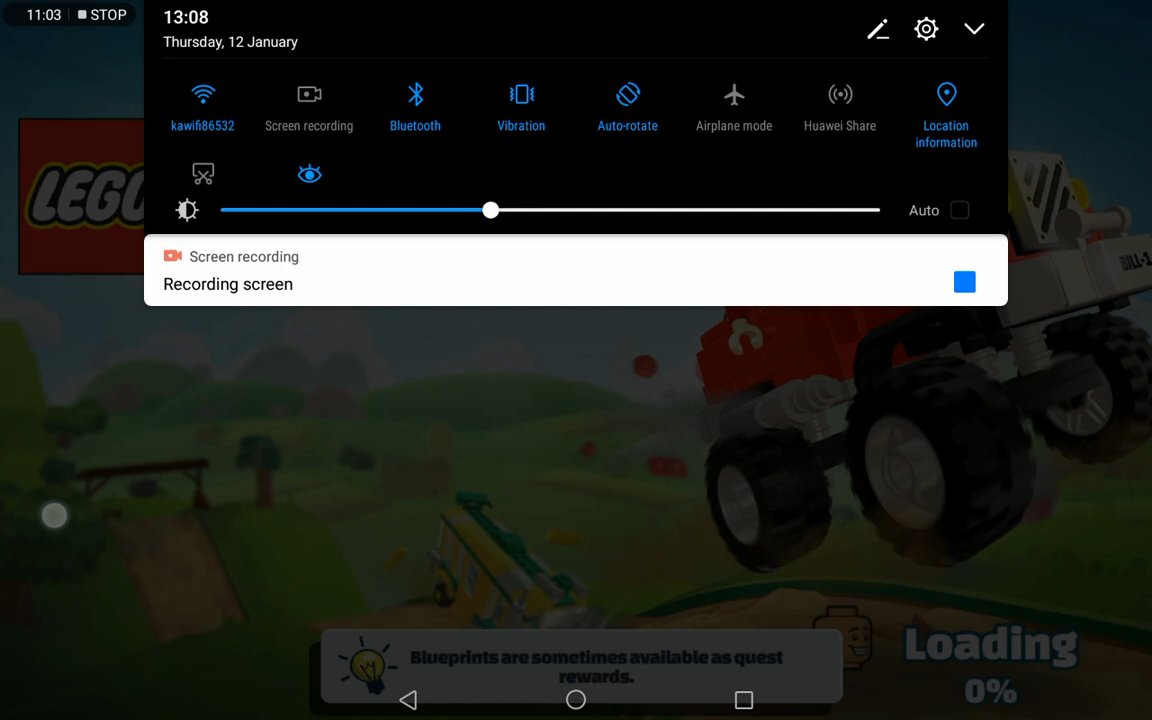 11:03 STOP
13:08
Thursday, 12 January
kawifi86532
Screen recording
Bluetooth
Vibration
Auto-rotate
Airplane mode
Huawei Share
Location
information
Auto
LEGO
Screen recording
Recording screen
BILL-1
Blueprints are sometimes available as quest
rewards.
Loading
0%